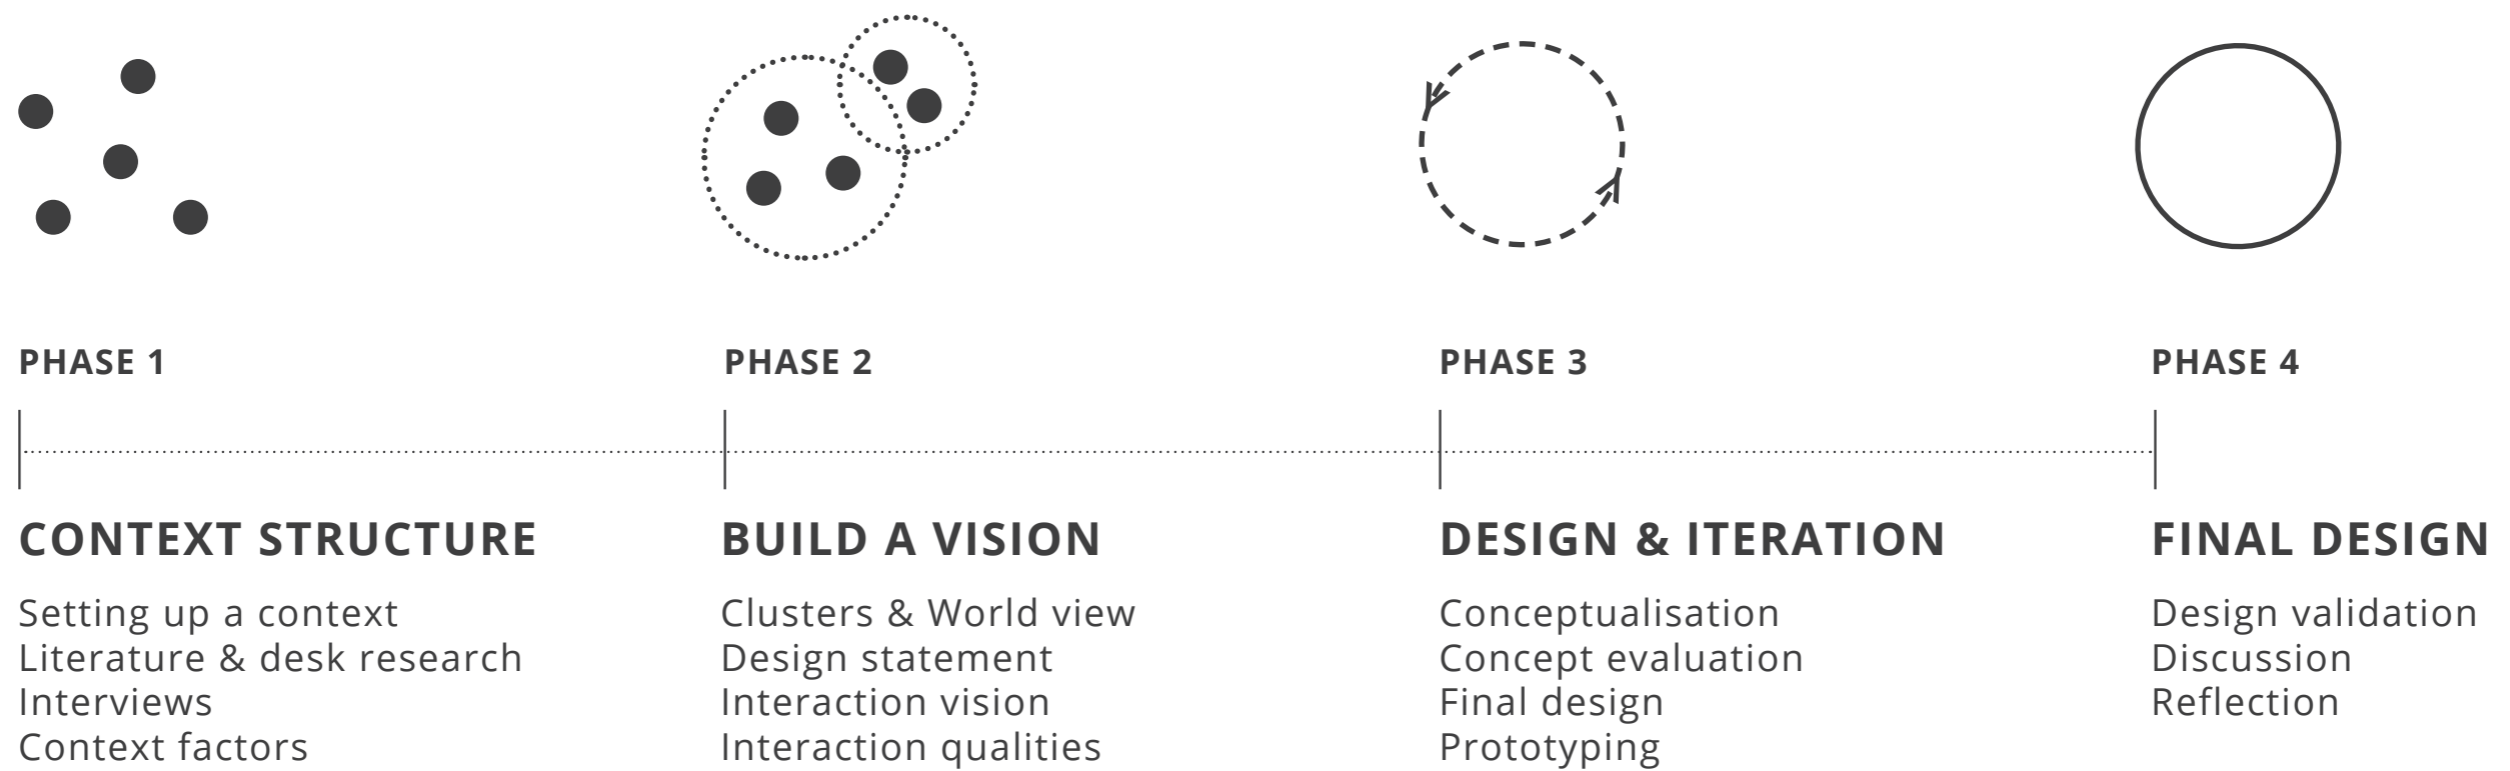 PHASE 1
PHASE 2
PHASE 3
PHASE 4
CONTEXT STRUCTURE
Setting up a context
Literature & desk research
Interviews
Context factors
BUILD A VISION
Clusters & World view
Design statement
Interaction vision
Interaction qualities
DESIGN & ITERATION
Conceptualisation
Concept evaluation
Final design
Prototyping
FINAL DESIGN
Design validation
Discussion
Reflection